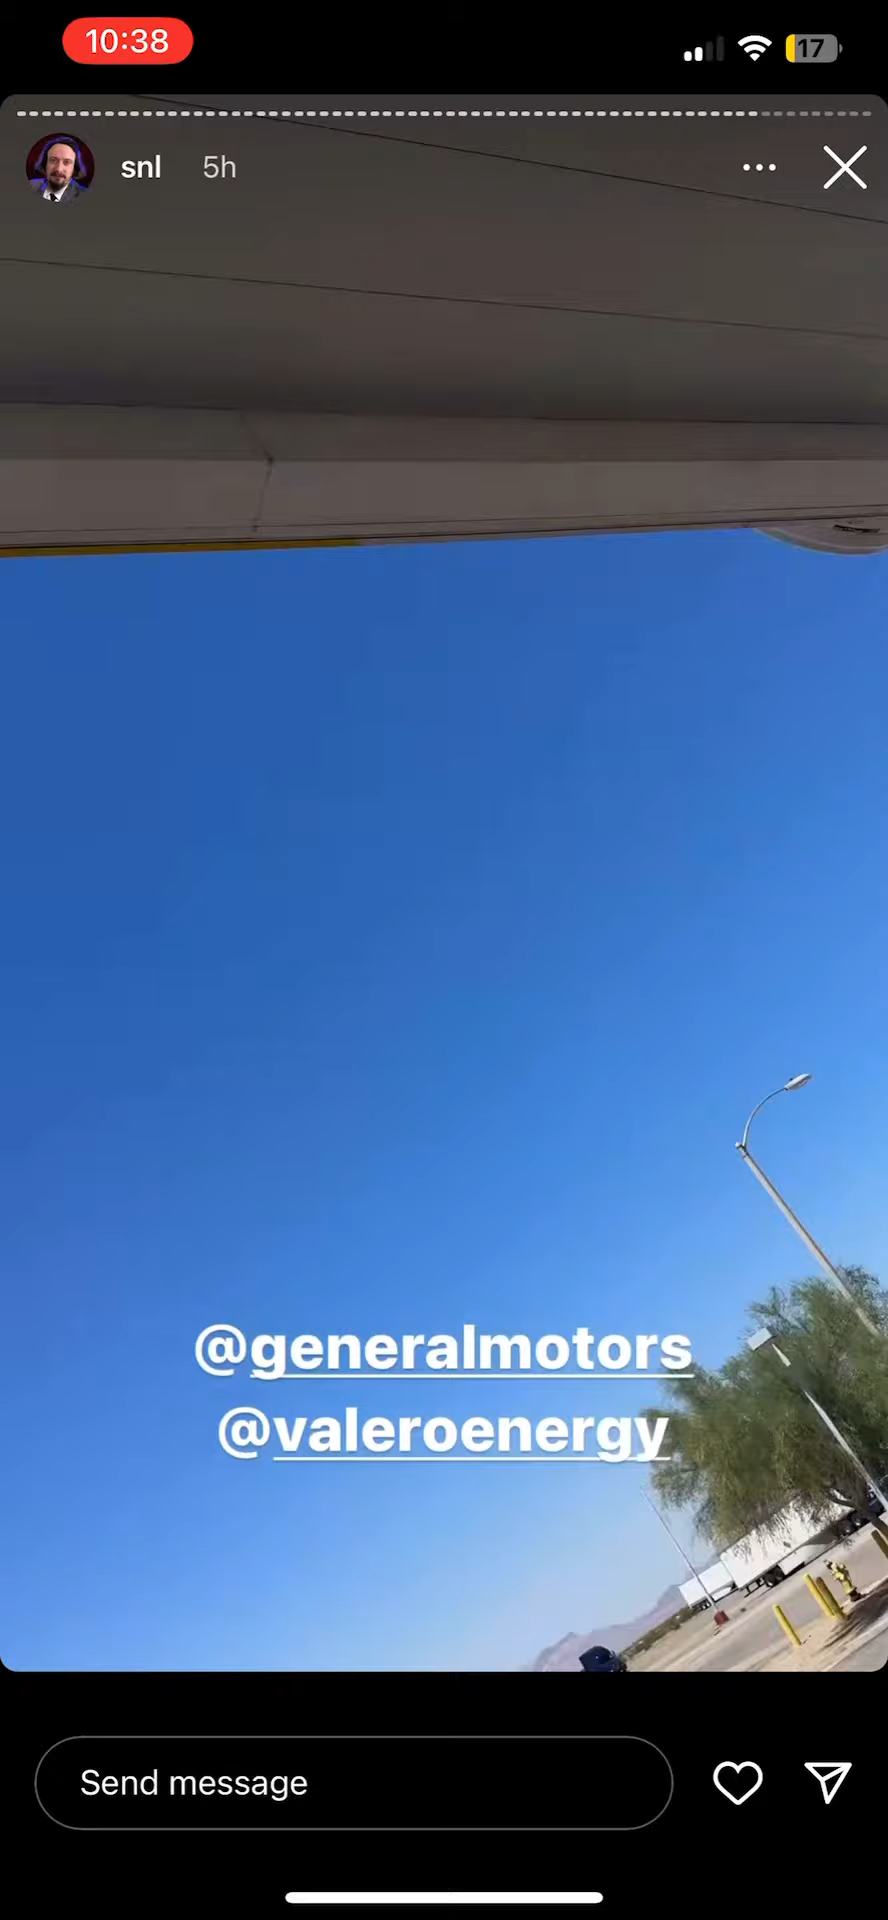 10:38
17
snl 5h
@generalmotors
@valeroenergy
Send message